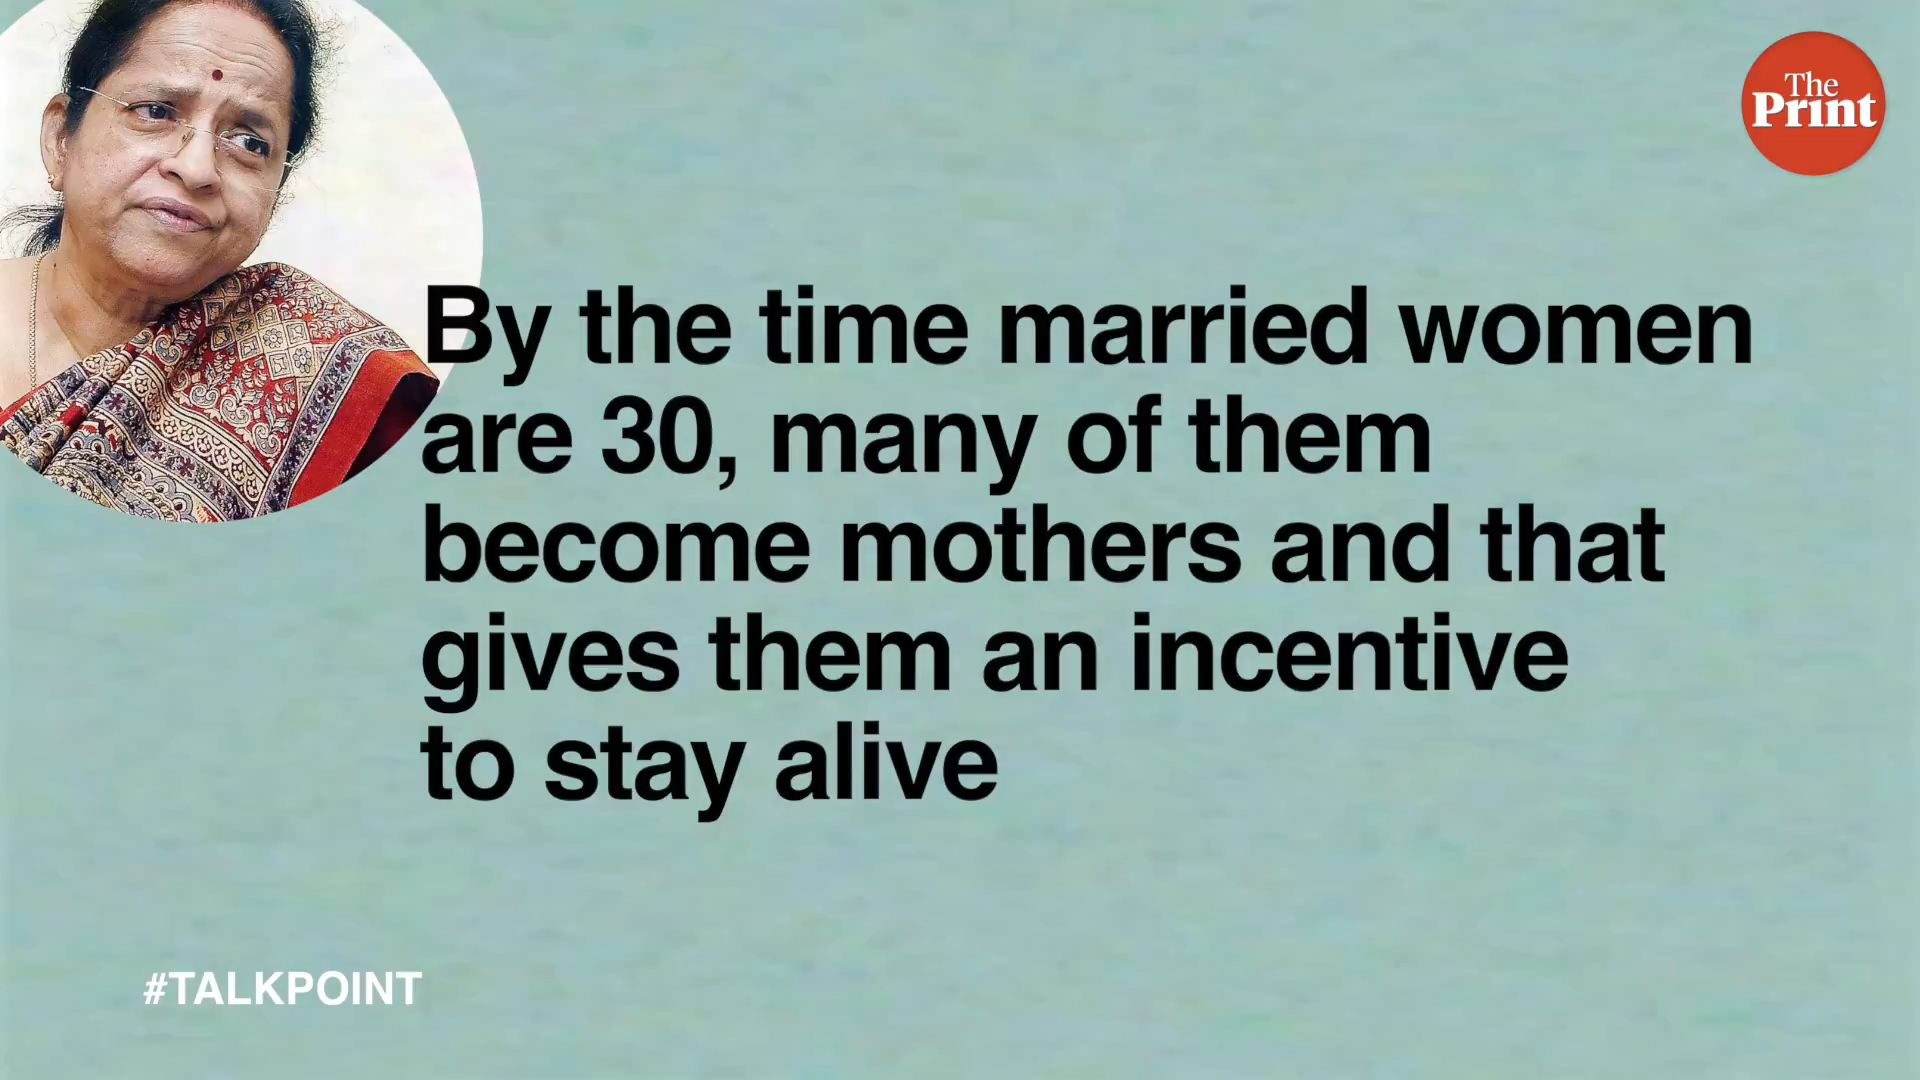 The
Print
By the time married women
are 30, many of them
become mothers and that
gives them an incentive
to stay alive
#TALKPOINT